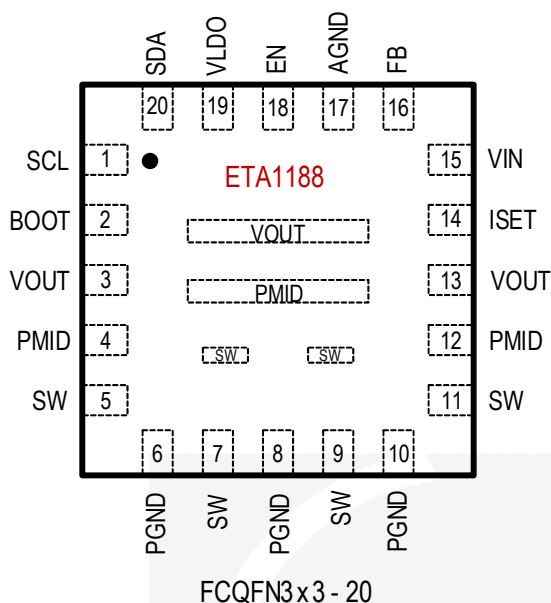 SDA VLDO EN AGND FB
20 19 18 17 16
SCL 1 ETA1188 15 VIN
BOOT 2 VOUT 14 ISET
VOUT 3 PMID 13 VOUT
PMID 4 SW SW 12 PMID
SW 5 11 SW
6 7 8 9 10
PGND SW PGND SW PGND
FCQFN3x3-20